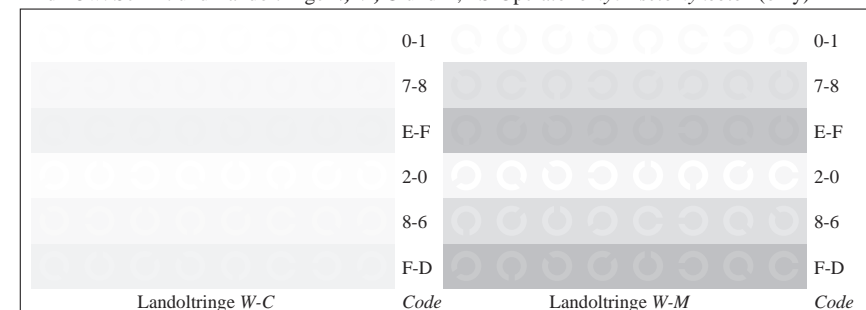 0-1 0-1
7-8 7-8
E-F E-F
2-0 2-0
8-6 8-6
F-D F-D
Landoltringe W-C Code Landoltringe W-M Code